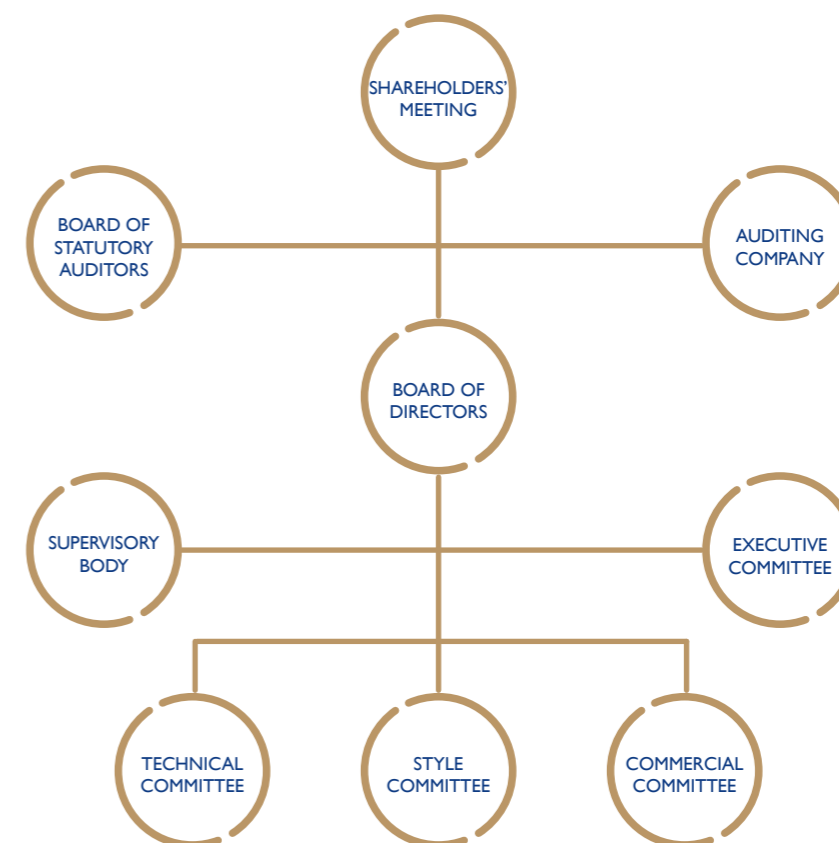 SHAREHOLDERS'
MEETING
BOARD OF
STATUTORY
AUDITORS
AUDITING
COMPANY
BOARD OF
DIRECTORS
SUPERVISORY
BODY
EXECUTIVE
COMMITTEE
TECHNICAL
COMMITTEE
STYLE
COMMITTEE
COMMERCIAL
COMMITTEE